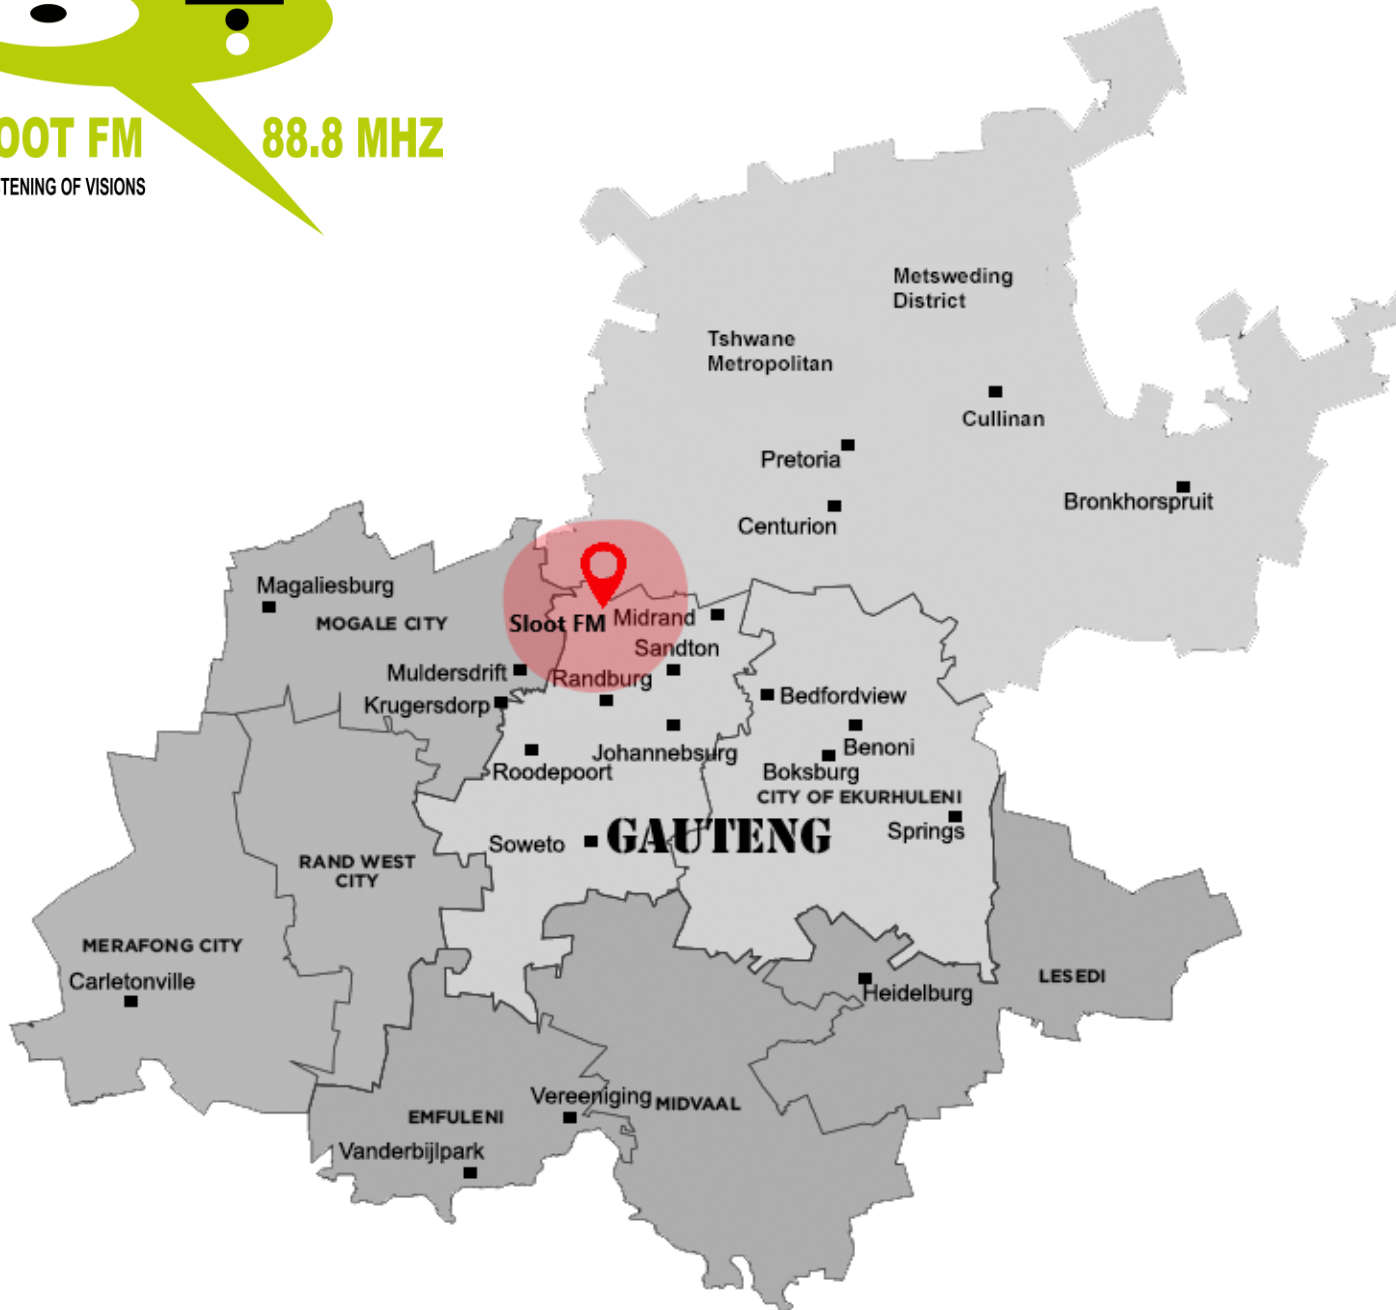 OOT FM
88.8 MHZ
STENING OF VISIONS
Metsweding
District
Tshwane
Metropolitan
Cullinan
Pretoria
Bronkhorspruit
Centurion
Magaliesburg
MOGALE CITY
Sloot FM
Midrand
Sandton
Muldersdrift
Randburg
Krugersdorp
Bedfordview
Johannebsurg
Benoni
Roodepoort
Boksburg
CITY OF EKURHULENI
Springs
GAUTENG
Soweto
RAND WEST
CITY
MERAFONG CITY
Carletonville
LESEDI
Heidelburg
Vereeniging
MIDVAAL
EMFULENI
Vanderbijlpark